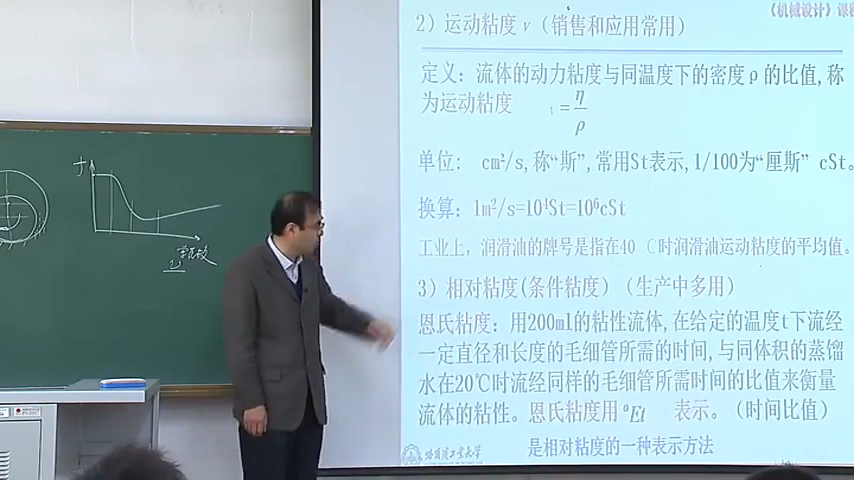 《机械设计》课程
2）运动粘度 ν（销售和应用常用）
定义：流体的动力粘度与同温度下的密度ρ的比值,称
为运动粘度 ν=η/ρ
单位： cm²/s,称“斯”,常用St表示,1/100为“厘斯” cSt。
换算：1m²/s=10⁴St=10⁶cSt
工业上，润滑油的牌号是指在40 ℃时润滑油运动粘度的平均值。
3）相对粘度(条件粘度）（生产中多用）
恩氏粘度：用200ml的粘性流体,在给定的温度t下流经
一定直径和长度的毛细管所需的时间,与同体积的蒸馏
水在20℃时流经同样的毛细管所需时间的比值来衡量
流体的粘性。恩氏粘度用 °Et 表示。（时间比值）
是相对粘度的一种表示方法
哈尔滨工业大学
f